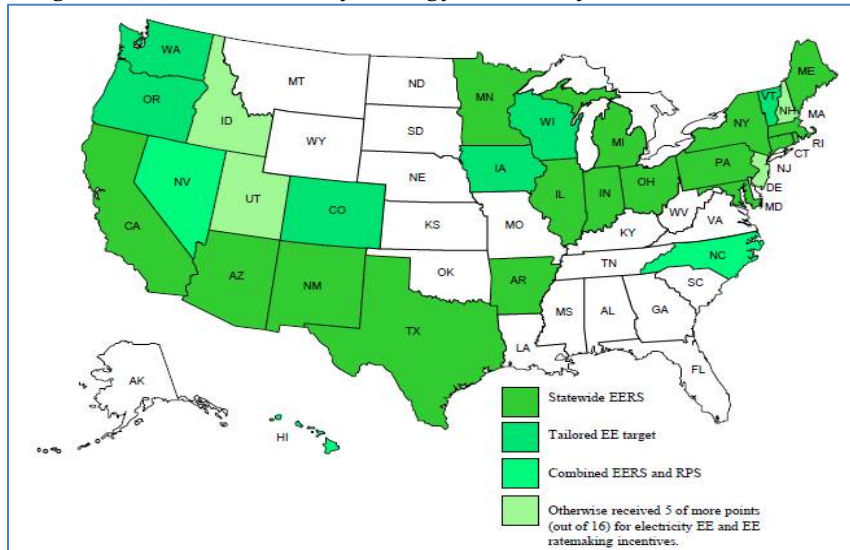 WA
MT
ND
MN
ME
OR
ID
SD
WI
VT
NH
MA
NY
WY
MI
RI
CT
IA
PA
NJ
NE
NV
OH
DE
IL
IN
MD
UT
CO
WV
VA
CA
KS
MO
KY
NC
TN
OK
AR
SC
AZ
NM
MS
AL
GA
TX
LA
FL
AK
HI
Statewide EERS
Tailored EE target
Combined EERS and RPS
Otherwise received 5 of more points
(out of 16) for electricity EE and EE
ratemaking incentives.